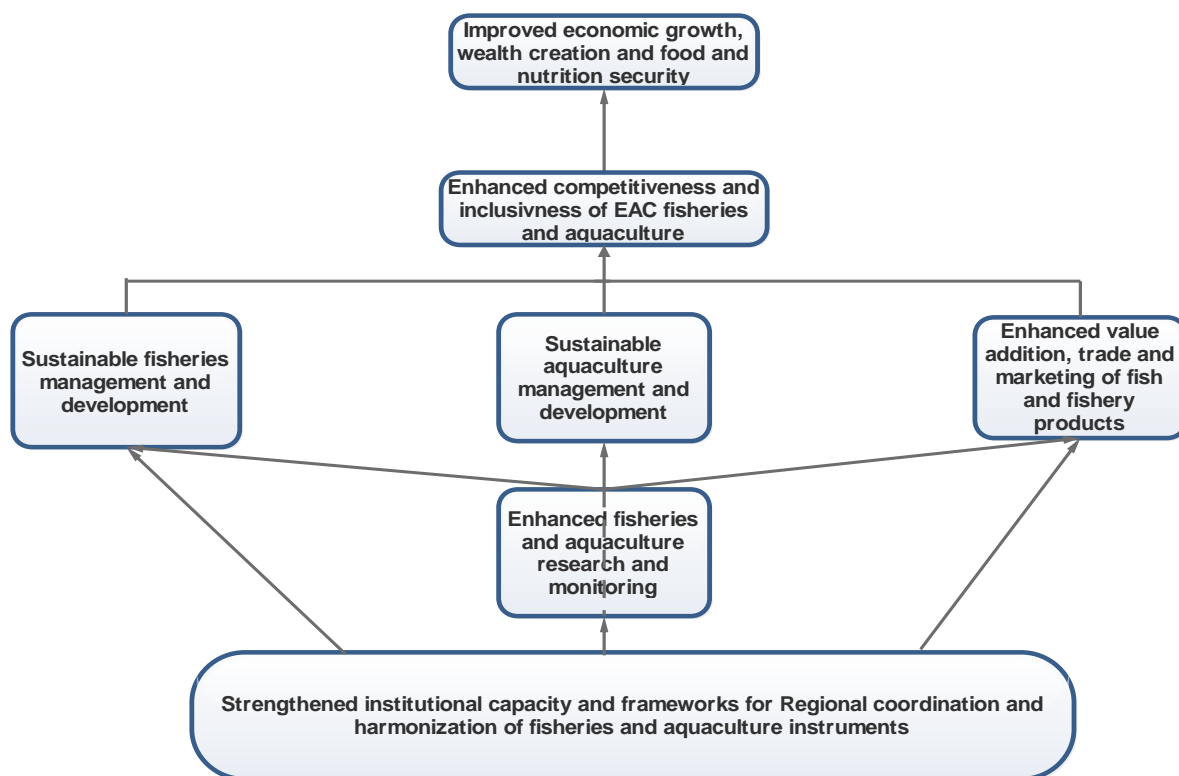 Improved economic growth,
wealth creation and food and
nutrition security
Enhanced competitiveness and
inclusivness of EAC fisheries
and aquaculture
Sustainable fisheries
management and
development
Sustainable
aquaculture
management and
development
Enhanced value
addition, trade and
marketing of fish
and fishery
products
Enhanced fisheries
and aquaculture
research and
monitoring
Strengthened institutional capacity and frameworks for Regional coordination and
harmonization of fisheries and aquaculture instruments